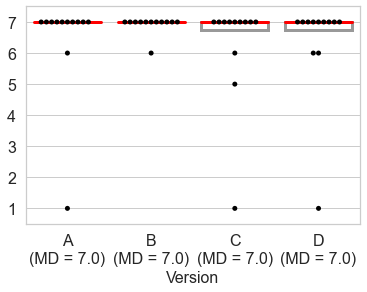 7
6
5
4
3
2
1
A B C D
(MD = 7.0) (MD = 7.0) (MD = 7.0) (MD = 7.0)
Version